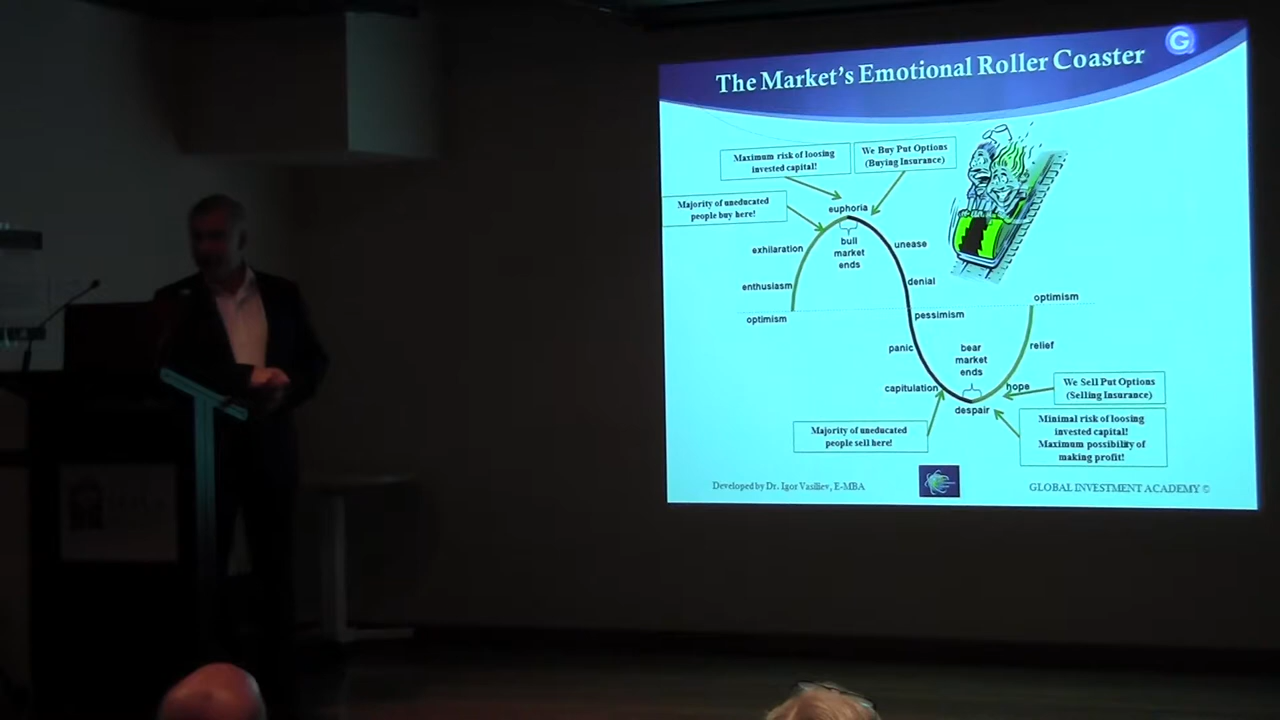 The Market's Emotional Roller Coaster
G
Maximum risk of loosing
invested capital!
We Buy Put Options
(Buying Insurance)
Majority of uneducated
people buy here!
euphoria
exhilaration
bull
market
ends
unease
enthusiasm
denial
optimism
pessimism
optimism
panic
bear
market
ends
relief
capitulation
hope
We Sell Put Options
(Selling Insurance)
despair
Majority of uneducated
people sell here!
Minimal risk of loosing
invested capital!
Maximum possibility of
making profit!
Developed by Dr. Igor Vasiliev, E-MBA
GLOBAL INVESTMENT ACADEMY ©